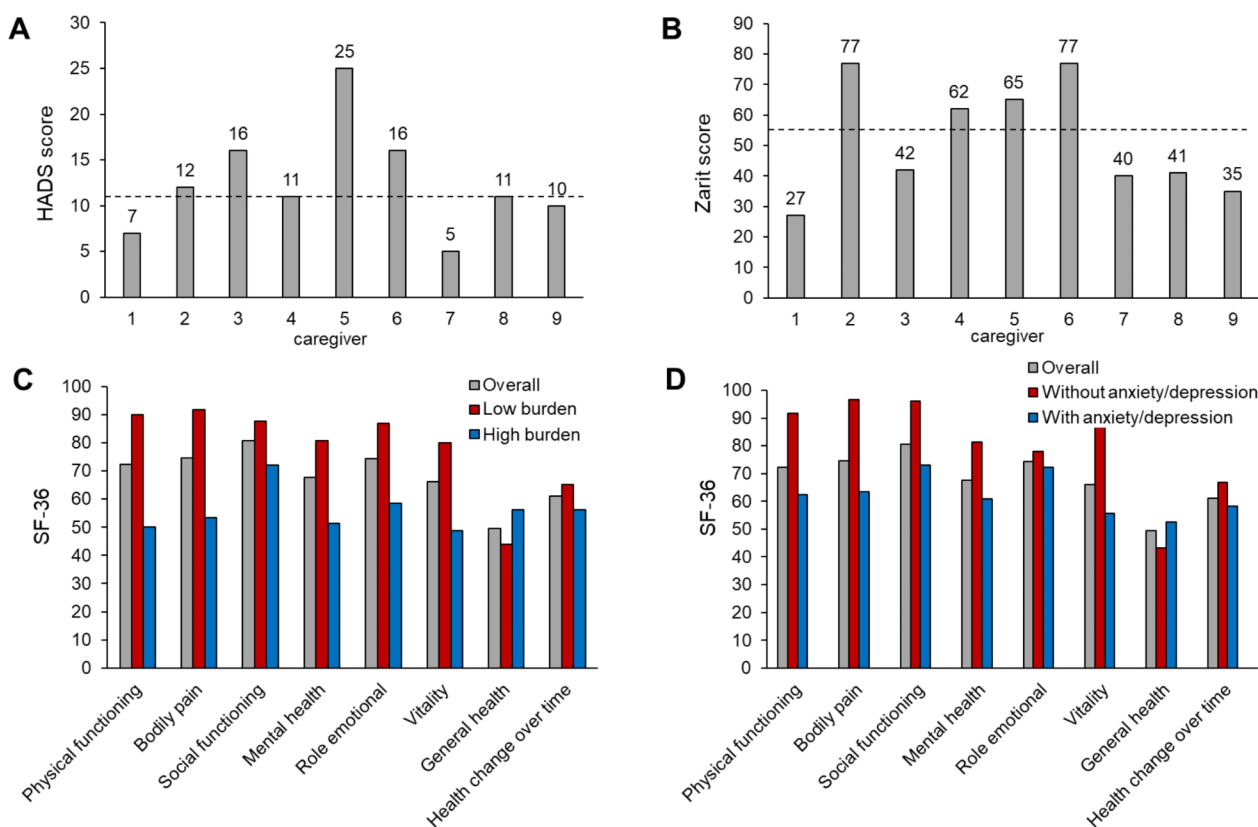 A
HADS score
30
25
20
15
10
5
0
7
12
16
11
25
16
5
11
10
1 2 3 4 5 6 7 8 9
caregiver
B
Zarit score
90
80
70
60
50
40
30
20
10
0
27
77
42
62
65
77
40
41
35
1 2 3 4 5 6 7 8 9
caregiver
C
SF-36
100
90
80
70
60
50
40
30
20
10
0
Overall
Low burden
High burden
Physical functioning
Bodily pain
Social functioning
Mental health
Role emotional
Vitality
General health
Health change over time
D
SF-36
100
90
80
70
60
50
40
30
20
10
0
Overall
Without anxiety/depression
With anxiety/depression
Physical functioning
Bodily pain
Social functioning
Mental health
Role emotional
Vitality
General health
Health change over time